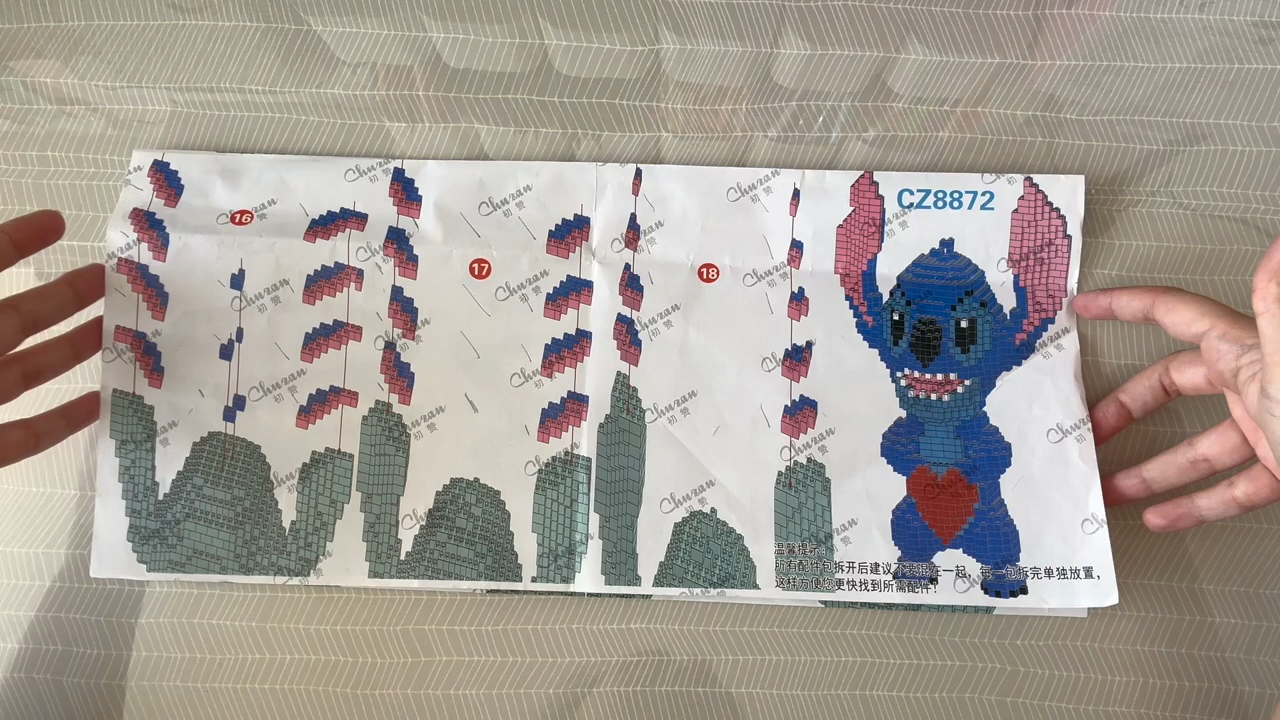 16
17
18
CZ8872
Chuzan
初赞
温馨提示:
所有配件包拆开后建议不要混在一起，每一包拆完单独放置，
这样方便您更快找到所需配件！